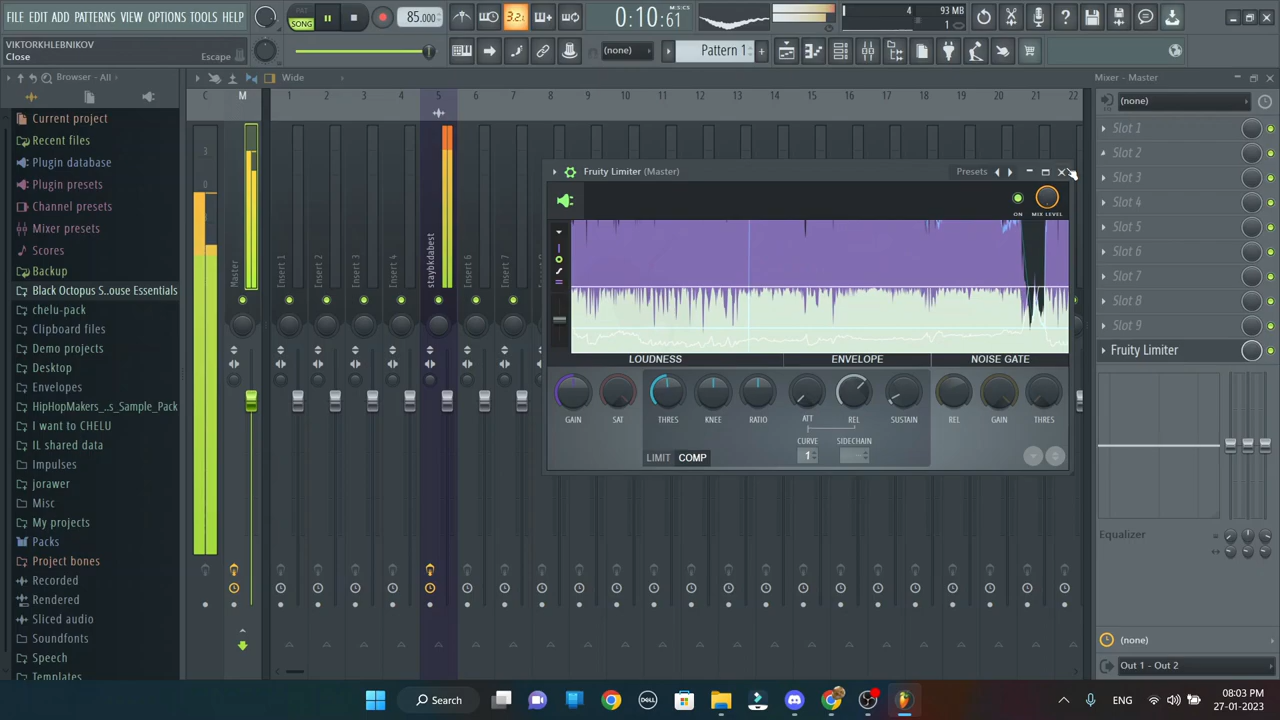 FILE EDIT ADD PATTERNS VIEW OPTIONS TOOLS HELP
SONG
85.000
3.2.
0:10:61
M:S:CS
4
93 MB
1
VIKTORKHLEBNIKOV
Close
Escape
(none)
Pattern 1
Browser - All
Wide
Mixer - Master
C M 1 2 3 4 5 6 7 8 9 10 11 12 13 14 15 16 17 18 19 20 21 22
(none)
Current project
Recent files
Plugin database
Plugin presets
Channel presets
Mixer presets
Scores
Backup
Black Octopus S..ouse Essentials
chelu-pack
Clipboard files
Demo projects
Desktop
Envelopes
HipHopMakers_..s_Sample_Pack
I want to CHELU
IL shared data
Impulses
jorawer
Misc
My projects
Packs
Project bones
Recorded
Rendered
Sliced audio
Soundfonts
Speech
Templates
3
0
Master
Insert 1
Insert 2
Insert 3
Insert 4
staybkdabest
Insert 6
Insert 7
Fruity Limiter (Master)
Presets
ON
MIX LEVEL
LOUDNESS
ENVELOPE
NOISE GATE
GAIN
SAT
THRES
KNEE
RATIO
ATT
REL
SUSTAIN
REL
GAIN
THRES
CURVE
SIDECHAIN
LIMIT
COMP
1
Slot 1
Slot 2
Slot 3
Slot 4
Slot 5
Slot 6
Slot 7
Slot 8
Slot 9
Fruity Limiter
Equalizer
(none)
Out 1 - Out 2
Search
DELL
ENG
08:03 PM
27-01-2023